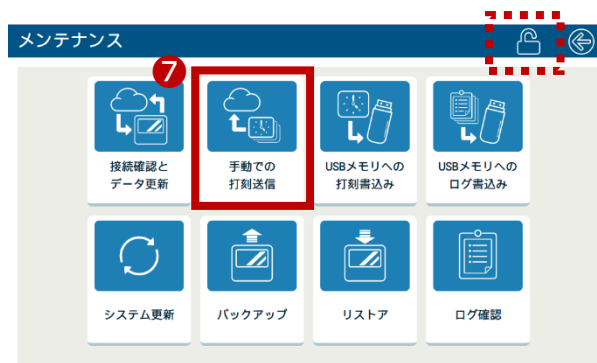 メンテナンス
7
接続確認と
データ更新
手動での
打刻送信
USBメモリへの
打刻書込み
USBメモリへの
ログ書込み
システム更新
バックアップ
リストア
ログ確認